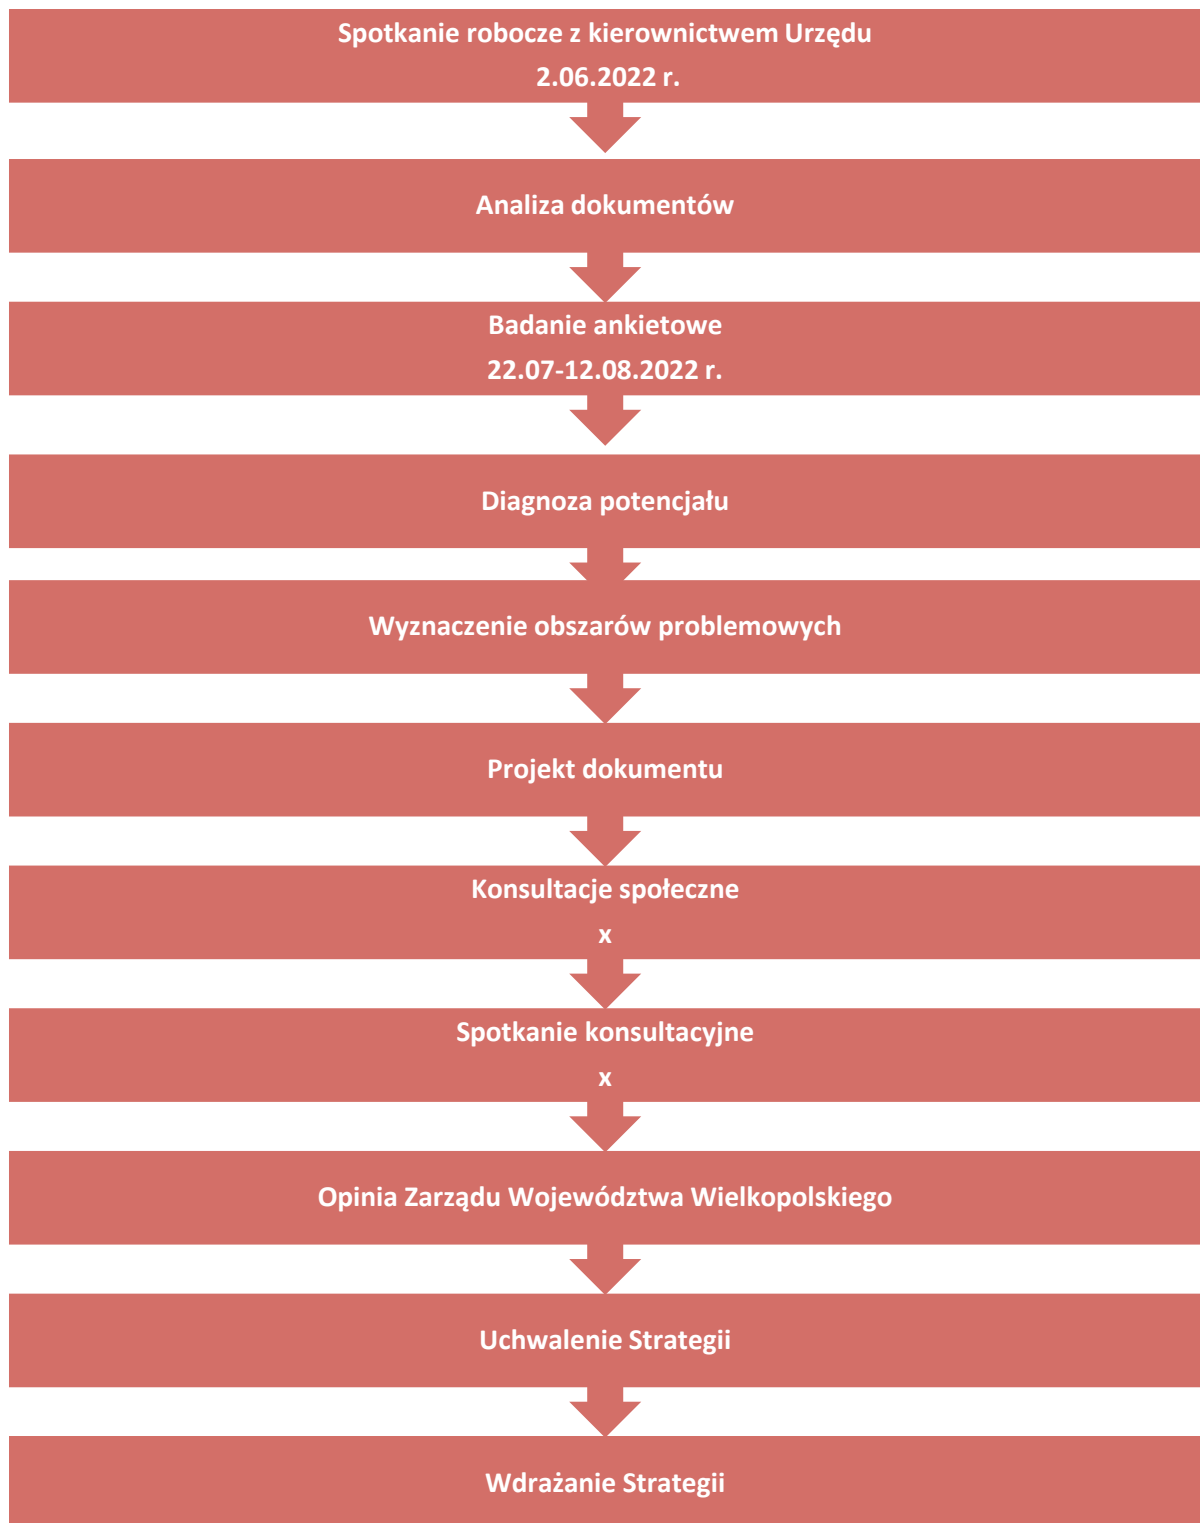 Spotkanie robocze z kierownictwem Urzędu
2.06.2022 r.
Analiza dokumentów
Badanie ankietowe
22.07-12.08.2022 r.
Diagnoza potencjału
Wyznaczenie obszarów problemowych
Projekt dokumentu
Konsultacje społeczne
x
Spotkanie konsultacyjne
x
Opinia Zarządu Województwa Wielkopolskiego
Uchwalenie Strategii
Wdrażanie Strategii